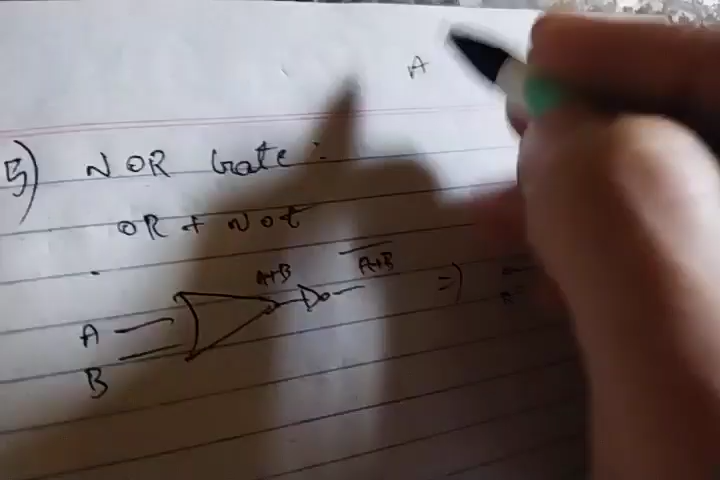 A
5) NOR Gate :
OR + Not
A+B
A+B =)
A
B